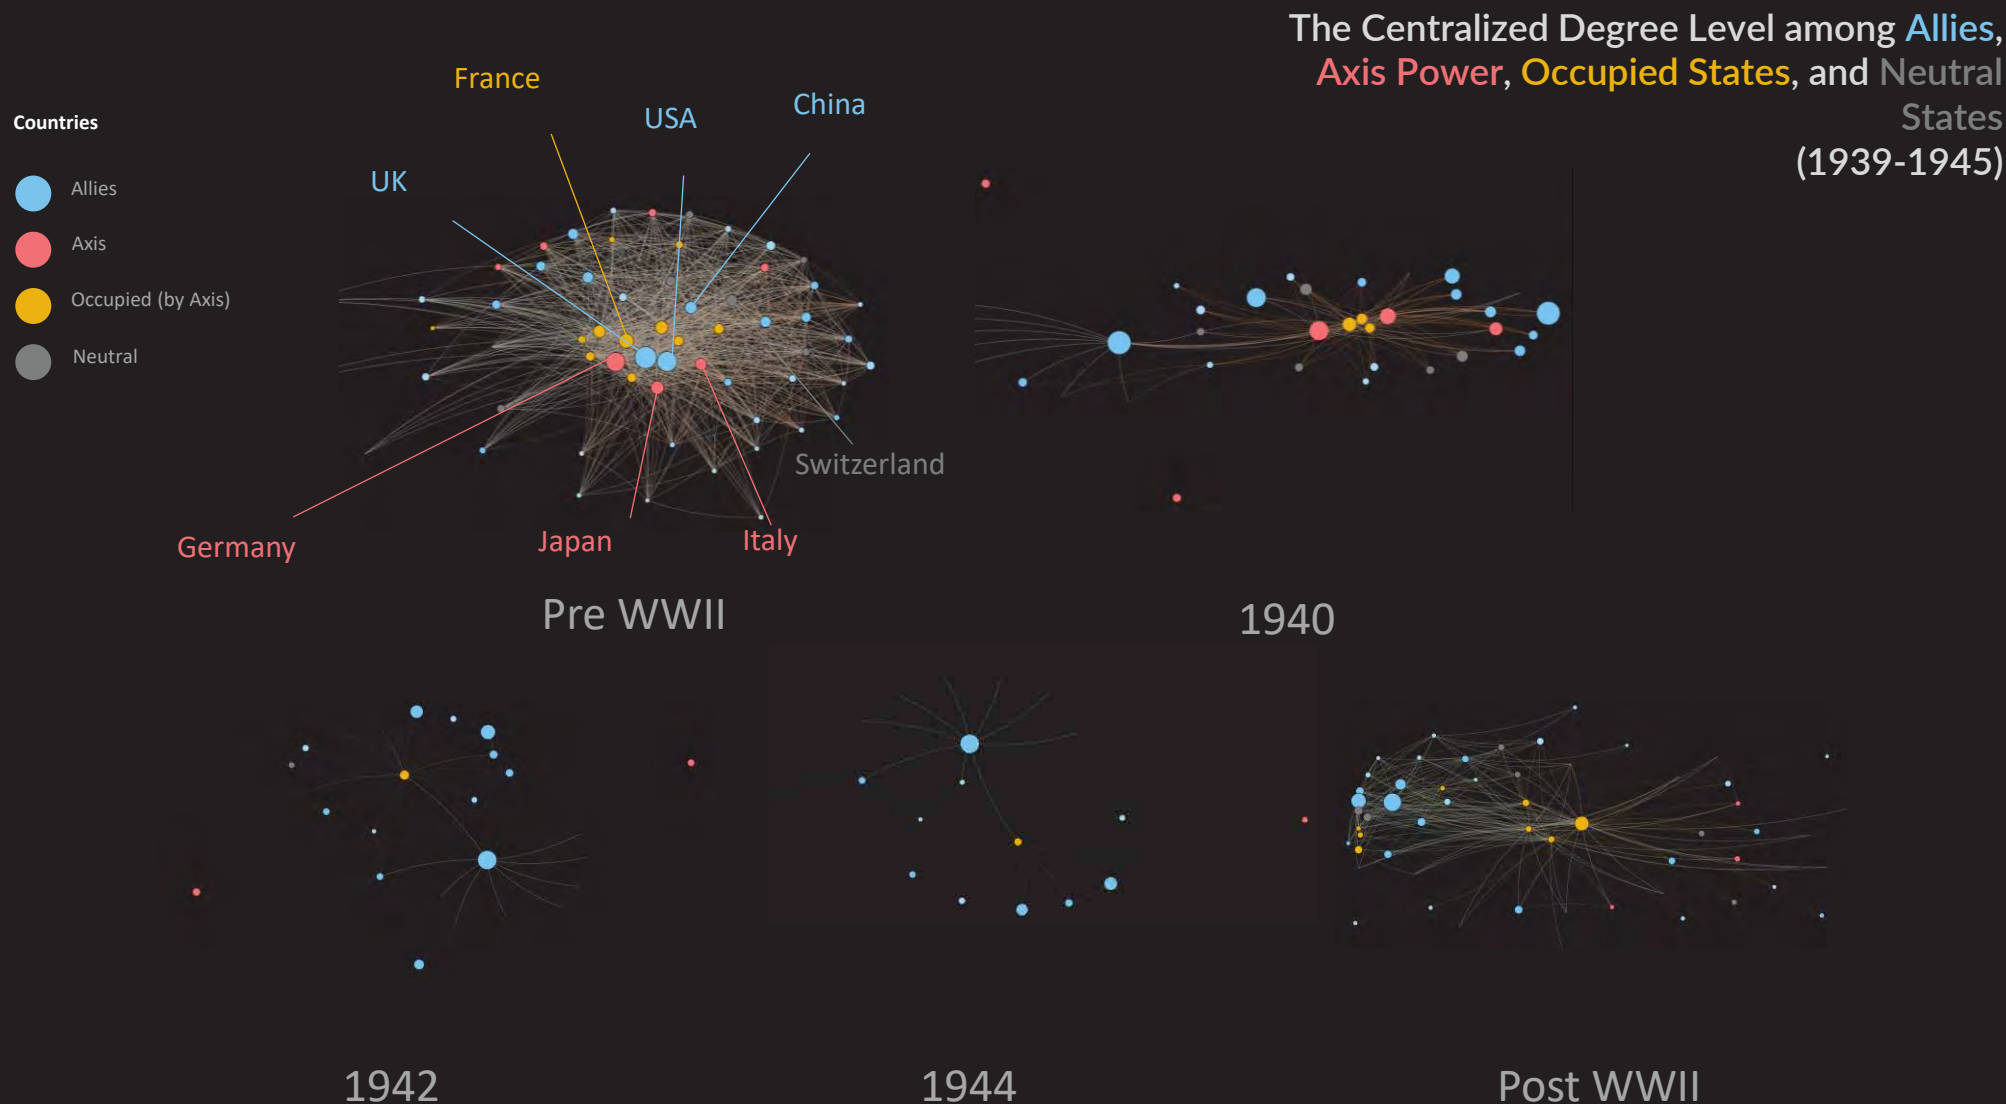 The Centralized Degree Level among Allies,
Axis Power, Occupied States, and Neutral
States
(1939-1945)
Countries
Allies
Axis
Occupied (by Axis)
Neutral
France
USA
China
UK
Switzerland
Germany
Japan
Italy
Pre WWII
1940
1942
1944
Post WWII